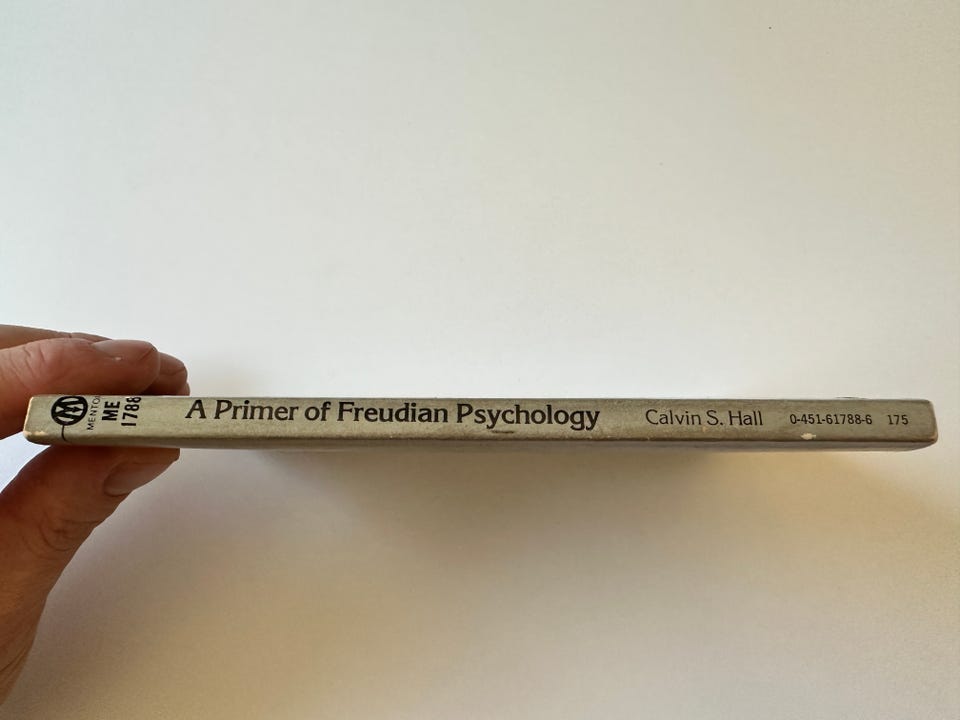 MENTOR
ME
1788
A Primer of Freudian Psychology
Calvin S. Hall
0-451-61788-6
175